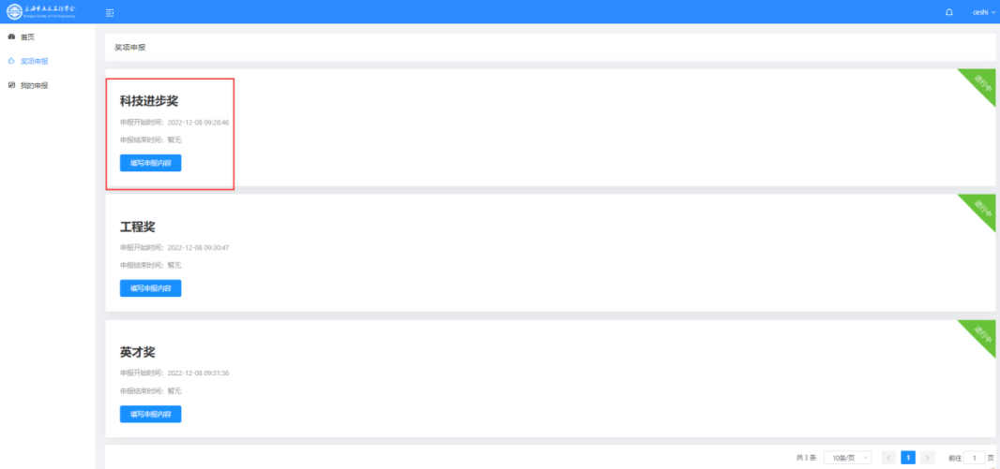 上海市土木工程学会
ceshi
首页
奖项申报
我的申报
奖项申报
科技进步奖
申报开始时间：2022-12-08 09:28:46
申报结束时间：暂无
填写申报内容
进行中
工程奖
申报开始时间：2022-12-08 09:30:47
申报结束时间：暂无
填写申报内容
进行中
英才奖
申报开始时间：2022-12-08 09:31:36
申报结束时间：暂无
填写申报内容
进行中
共 3 条 10条/页 < 1 > 前往 1 页